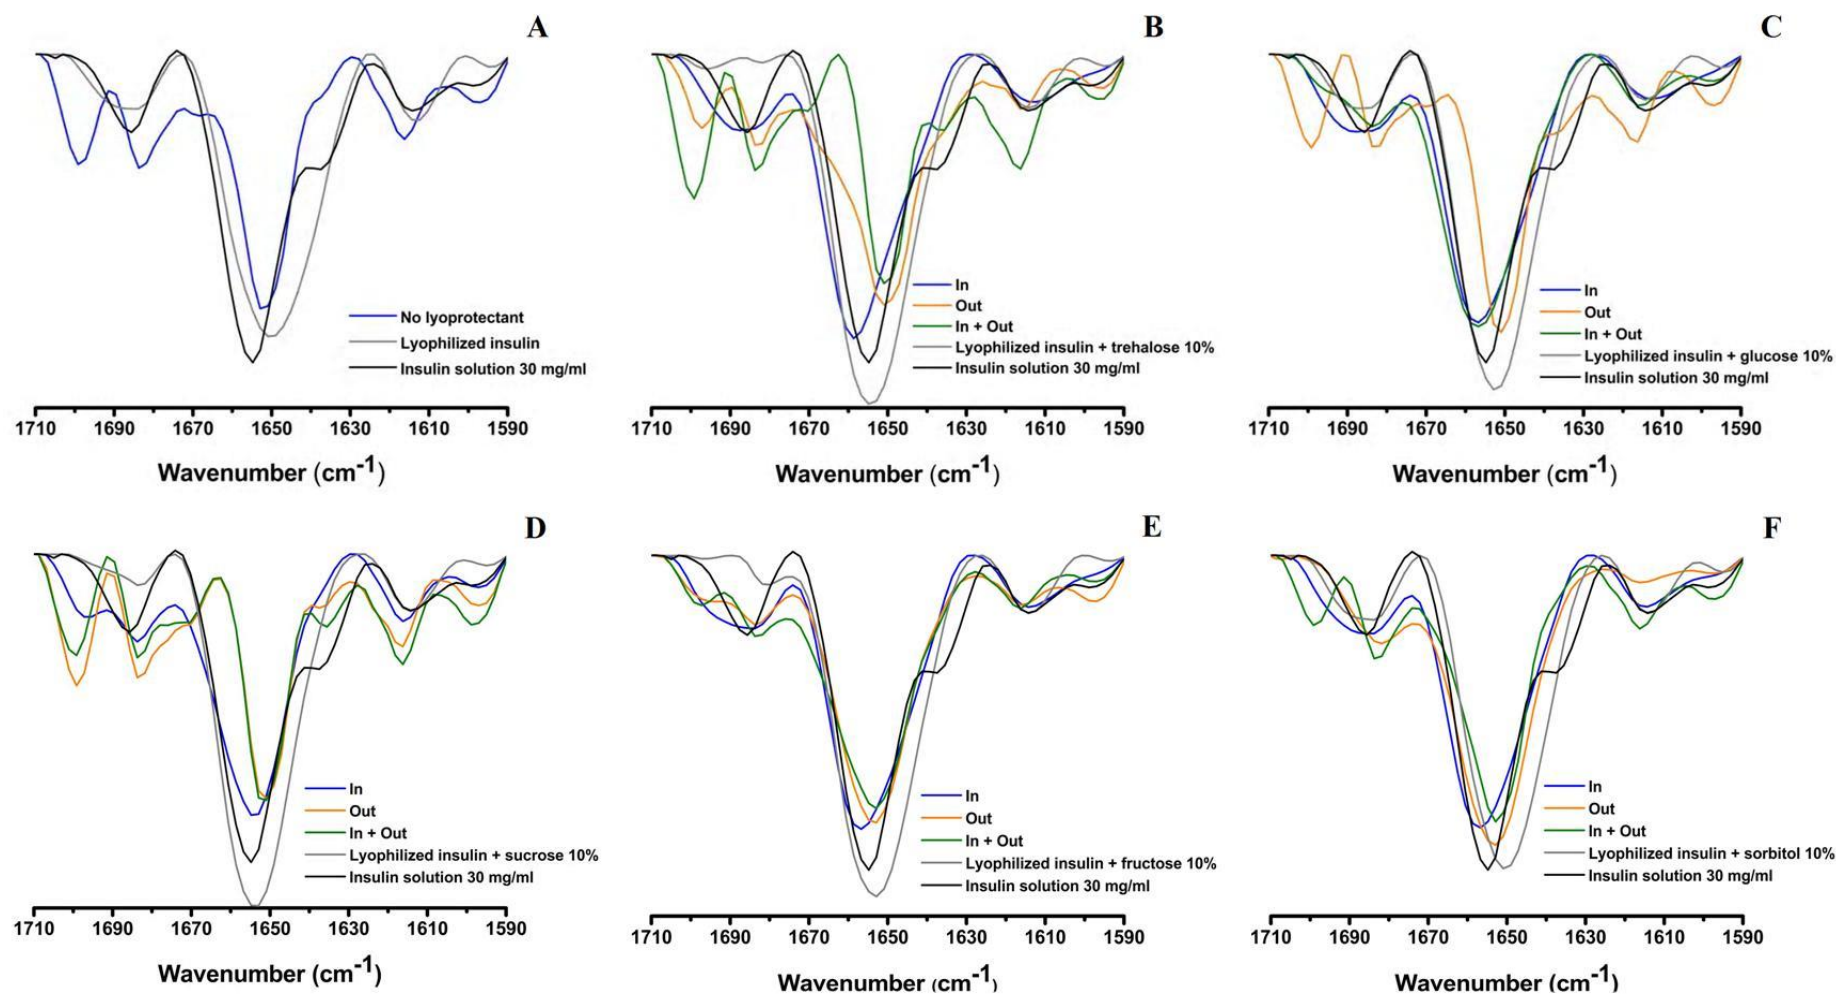 A
No lyoprotectant
Lyophilized insulin
Insulin solution 30 mg/ml
1710 1690 1670 1650 1630 1610 1590
Wavenumber (cm-1)
B
In
Out
In + Out
Lyophilized insulin + trehalose 10%
Insulin solution 30 mg/ml
1710 1690 1670 1650 1630 1610 1590
Wavenumber (cm-1)
C
In
Out
In + Out
Lyophilized insulin + glucose 10%
Insulin solution 30 mg/ml
1710 1690 1670 1650 1630 1610 1590
Wavenumber (cm-1)
D
In
Out
In + Out
Lyophilized insulin + sucrose 10%
Insulin solution 30 mg/ml
1710 1690 1670 1650 1630 1610 1590
Wavenumber (cm-1)
E
In
Out
In + Out
Lyophilized insulin + fructose 10%
Insulin solution 30 mg/ml
1710 1690 1670 1650 1630 1610 1590
Wavenumber (cm-1)
F
In
Out
In + Out
Lyophilized insulin + sorbitol 10%
Insulin solution 30 mg/ml
1710 1690 1670 1650 1630 1610 1590
Wavenumber (cm-1)